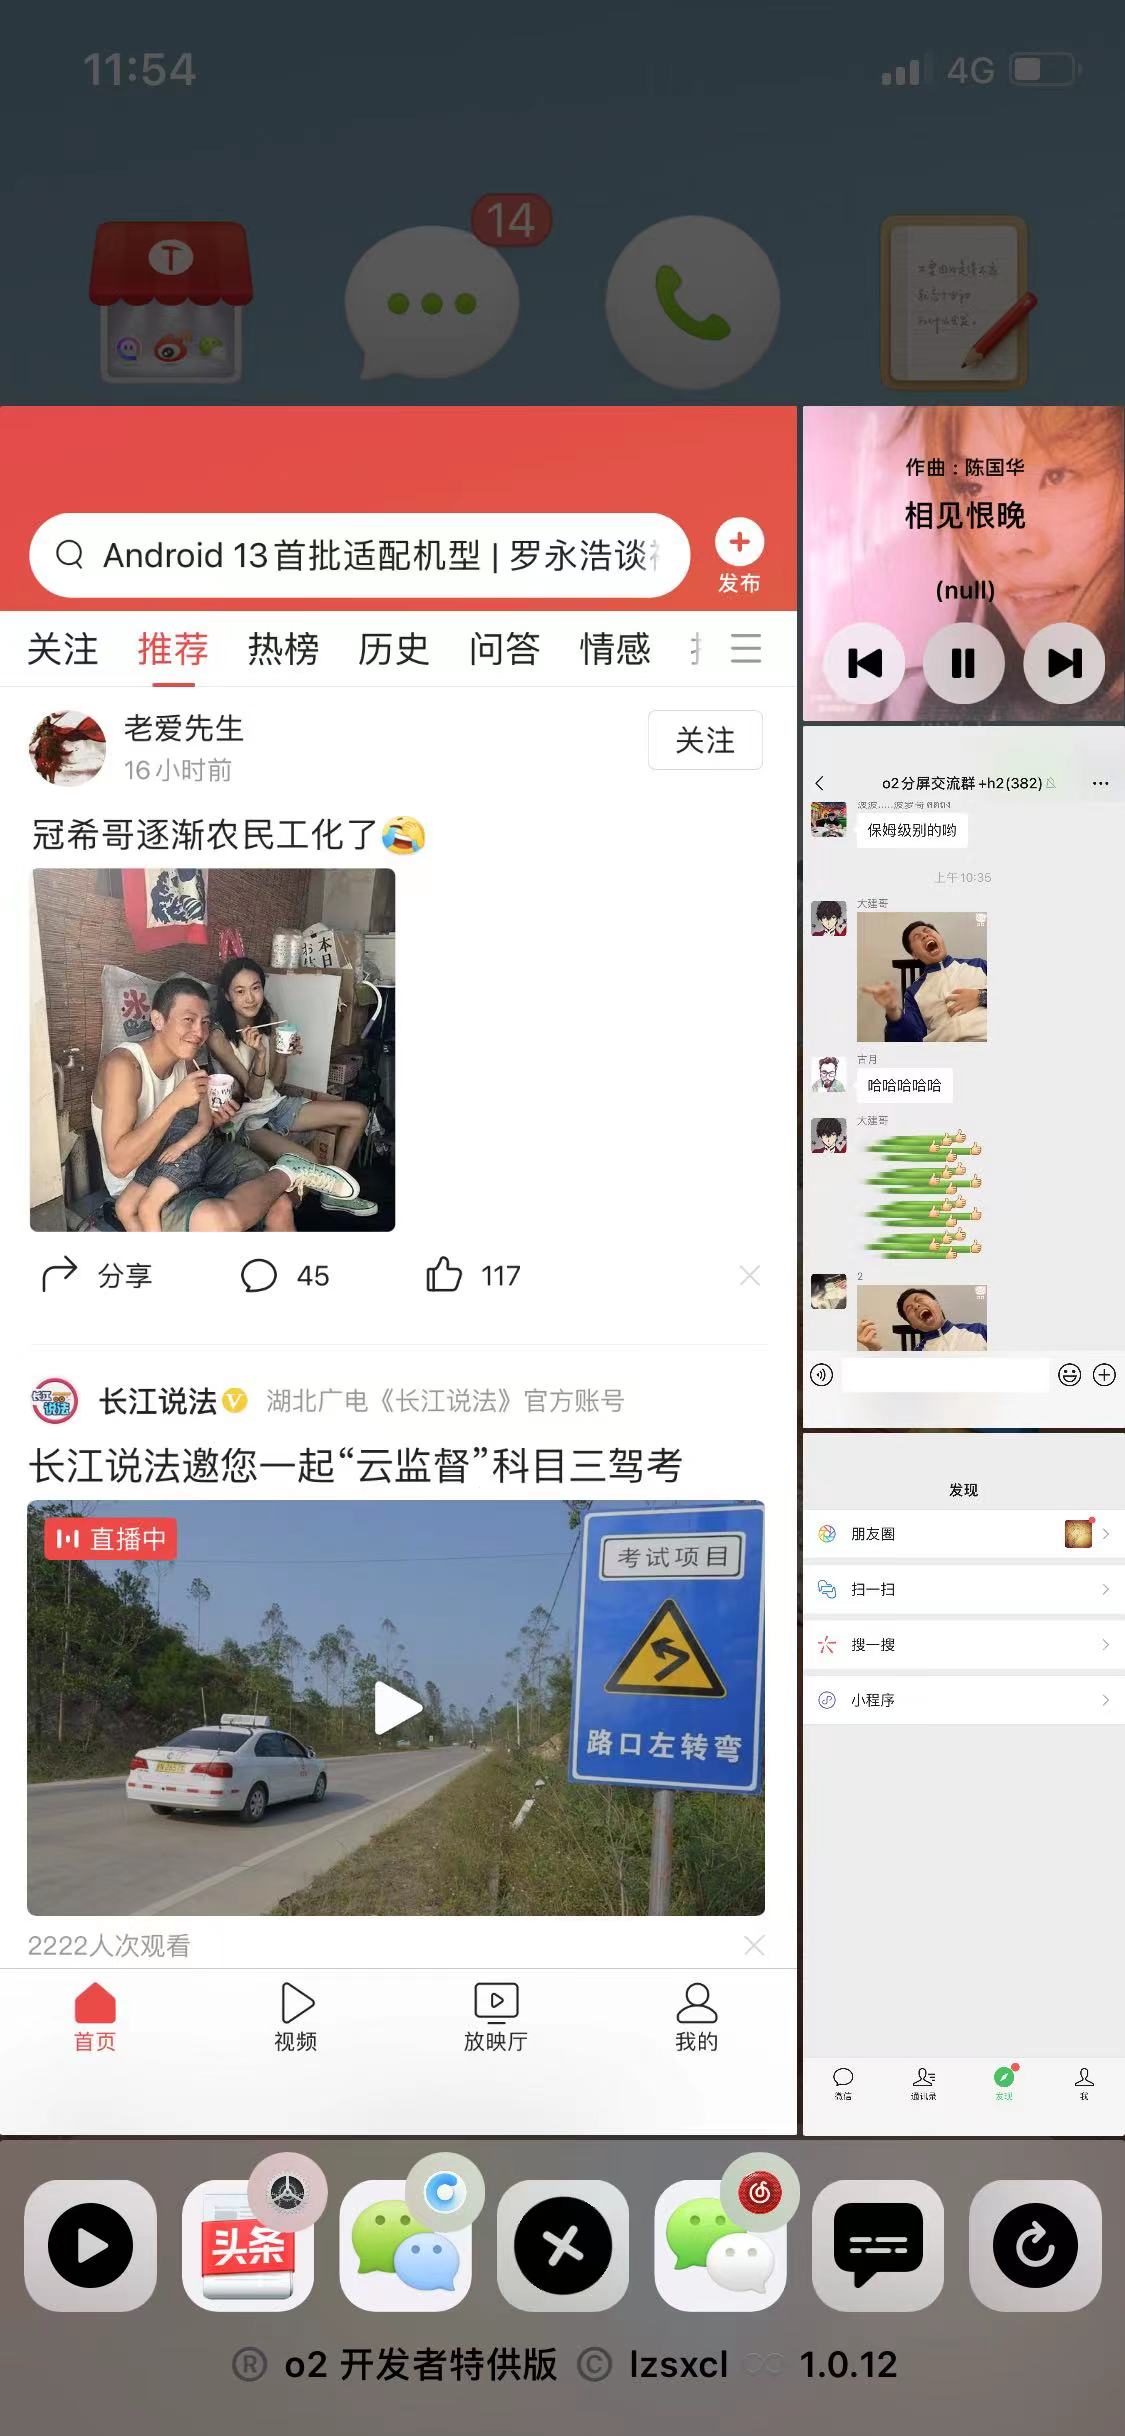 11:54
4G
14
Android 13首批适配机型 | 罗永浩谈
发布
关注 推荐 热榜 历史 问答 情感
老爱先生
16小时前
关注
冠希哥逐渐农民工化了😂
本日
氷
分享 45 117
长江说法 湖北广电《长江说法》官方账号
长江说法邀您一起“云监督”科目三驾考
直播中
考试项目
路口左转弯
2222人次观看
首页 视频 放映厅 我的
作曲 : 陈国华
相见恨晚
(null)
o2分屏交流群+h2(382)
保姆级别的哟
上午10:35
大建哥
古月
哈哈哈哈哈
大建哥
2
发现
朋友圈
扫一扫
搜一搜
小程序
微信 通讯录 发现 我
头条
® o2 开发者特供版 © lzsxcl ∞ 1.0.12